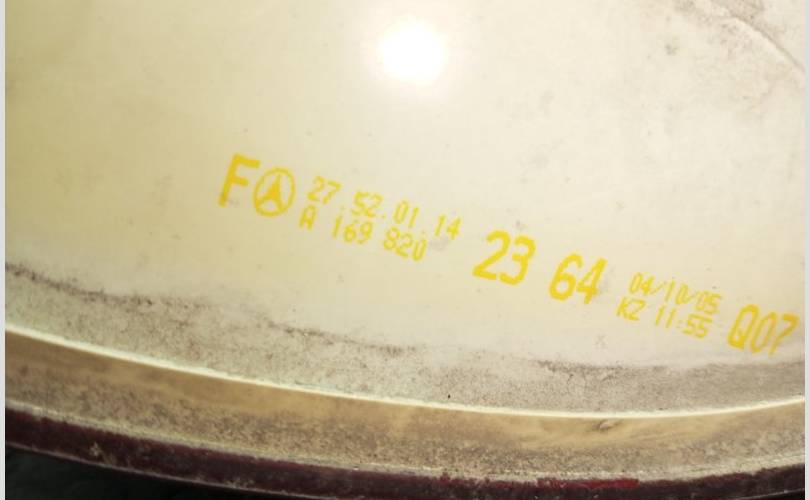 F 27.52.01.14
A 169 820 23 64
04/10/05
KZ 11:55 Q07